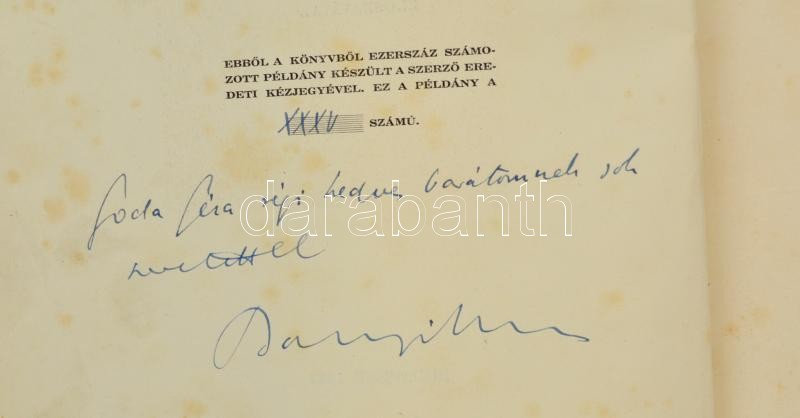 EBBŐL A KÖNYVBŐL EZERSZÁZ SZÁMO-
ZOTT PÉLDÁNY KÉSZÜLT A SZERZŐ ERE-
DETI KÉZJEGYÉVEL. EZ A PÉLDÁNY A
XXXV SZÁMÚ.
Goda Géza régi kedves barátomnak sok
szeretettel
darabanth